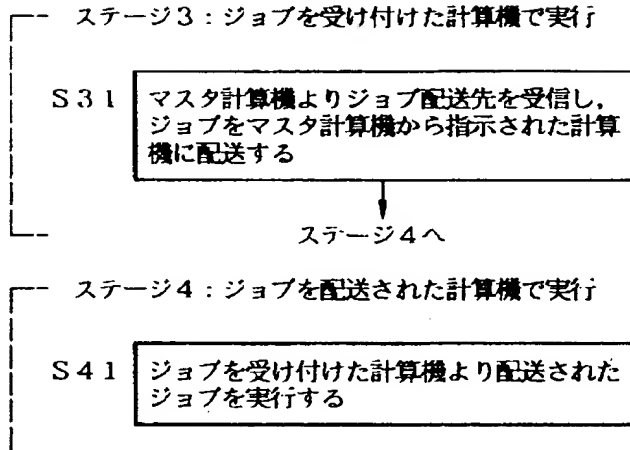 ステージ3：ジョブを受け付けた計算機で実行
S31
マスタ計算機よりジョブ配送先を受信し，
ジョブをマスタ計算機から指示された計算
機に配送する
ステージ4へ
ステージ4：ジョブを配送された計算機で実行
S41
ジョブを受け付けた計算機より配送された
ジョブを実行する